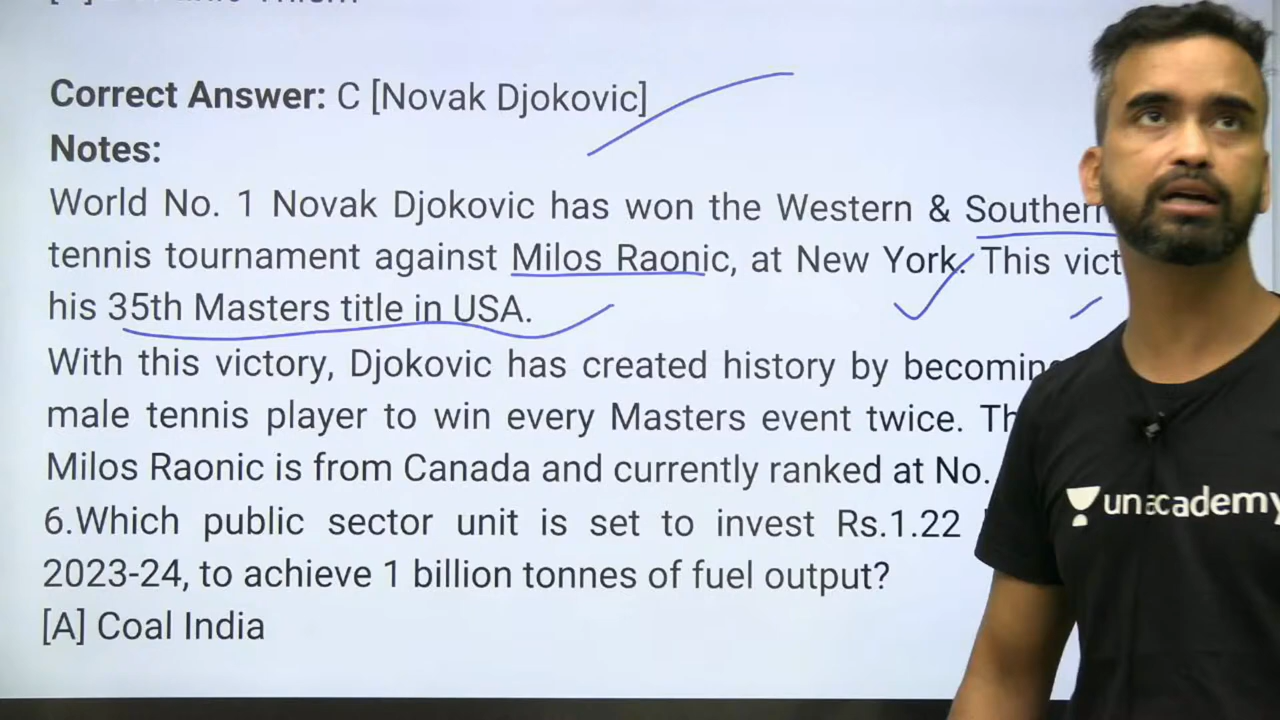 Correct Answer: C [Novak Djokovic]
Notes:
World No. 1 Novak Djokovic has won the Western & Southern
tennis tournament against Milos Raonic, at New York. This
his 35th Masters title in USA.
With this victory, Djokovic has created history by
male tennis player to win every Masters event twice.
Milos Raonic is from Canada and currently ranked at No.
6.Which public sector unit is set to invest Rs.1.22
2023-24, to achieve 1 billion tonnes of fuel output?
[A] Coal India
unacademy